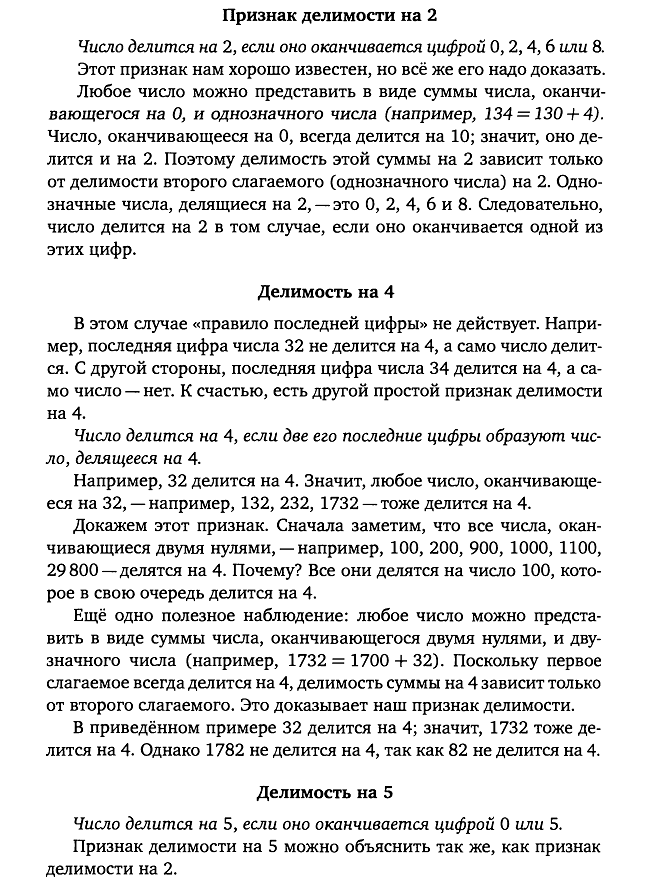 Признак делимости на 2
Число делится на 2, если оно оканчивается цифрой 0, 2, 4, 6 или 8.
Этот признак нам хорошо известен, но всё же его надо доказать.
Любое число можно представить в виде суммы числа, оканчи-
вающегося на 0, и однозначного числа (например, 134 = 130 + 4).
Число, оканчивающееся на 0, всегда делится на 10; значит, оно де-
лится и на 2. Поэтому делимость этой суммы на 2 зависит только
от делимости второго слагаемого (однозначного числа) на 2. Одно-
значные числа, делящиеся на 2, — это 0, 2, 4, 6 и 8. Следовательно,
число делится на 2 в том случае, если оно оканчивается одной из
этих цифр.
Делимость на 4
В этом случае «правило последней цифры» не действует. Напри-
мер, последняя цифра числа 32 не делится на 4, а само число делит-
ся. С другой стороны, последняя цифра числа 34 делится на 4, а са-
мо число — нет. К счастью, есть другой простой признак делимости
на 4.
Число делится на 4, если две его последние цифры образуют чис-
ло, делящееся на 4.
Например, 32 делится на 4. Значит, любое число, оканчивающе-
еся на 32, — например, 132, 232, 1732 — тоже делится на 4.
Докажем этот признак. Сначала заметим, что все числа, окан-
чивающиеся двумя нулями, — например, 100, 200, 900, 1000, 1100,
29 800 — делятся на 4. Почему? Все они делятся на число 100, кото-
рое в свою очередь делится на 4.
Ещё одно полезное наблюдение: любое число можно предста-
вить в виде суммы числа, оканчивающегося двумя нулями, и дву-
значного числа (например, 1732 = 1700 + 32). Поскольку первое
слагаемое всегда делится на 4, делимость суммы на 4 зависит только
от второго слагаемого. Это доказывает наш признак делимости.
В приведённом примере 32 делится на 4; значит, 1732 тоже де-
лится на 4. Однако 1782 не делится на 4, так как 82 не делится на 4.
Делимость на 5
Число делится на 5, если оно оканчивается цифрой 0 или 5.
Признак делимости на 5 можно объяснить так же, как признак
делимости на 2.